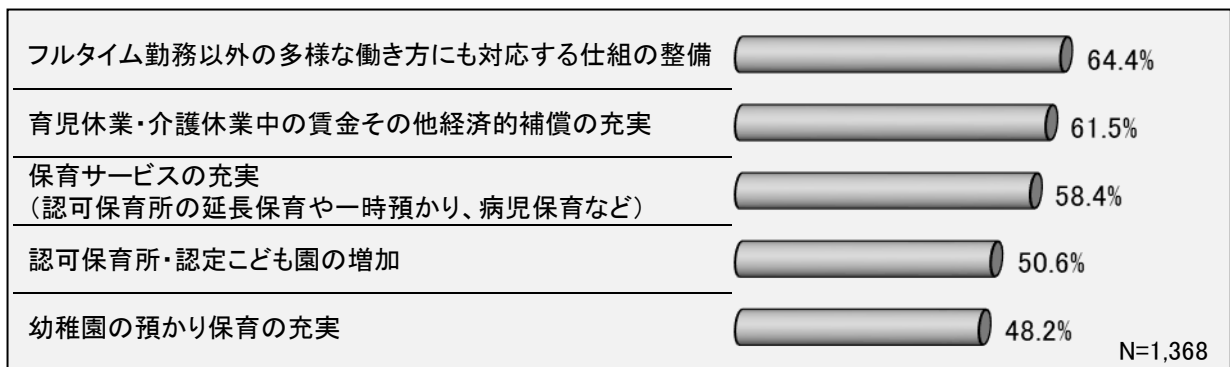 フルタイム勤務以外の多様な働き方にも対応する仕組の整備
64.4%
育児休業・介護休業中の賃金その他経済的補償の充実
61.5%
保育サービスの充実
（認可保育所の延長保育や一時預かり、病児保育など）
58.4%
認可保育所・認定こども園の増加
50.6%
幼稚園の預かり保育の充実
48.2%
N=1,368